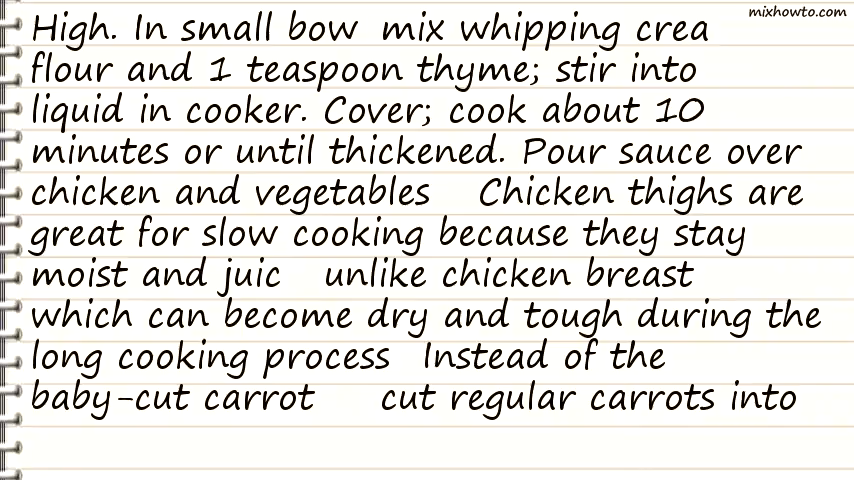 mixhowto.com
High. In small bow mix whipping crea
flour and 1 teaspoon thyme; stir into
liquid in cooker. Cover; cook about 10
minutes or until thickened. Pour sauce over
chicken and vegetables Chicken thighs are
great for slow cooking because they stay
moist and juic unlike chicken breast
which can become dry and tough during the
long cooking process Instead of the
baby-cut carrot cut regular carrots into